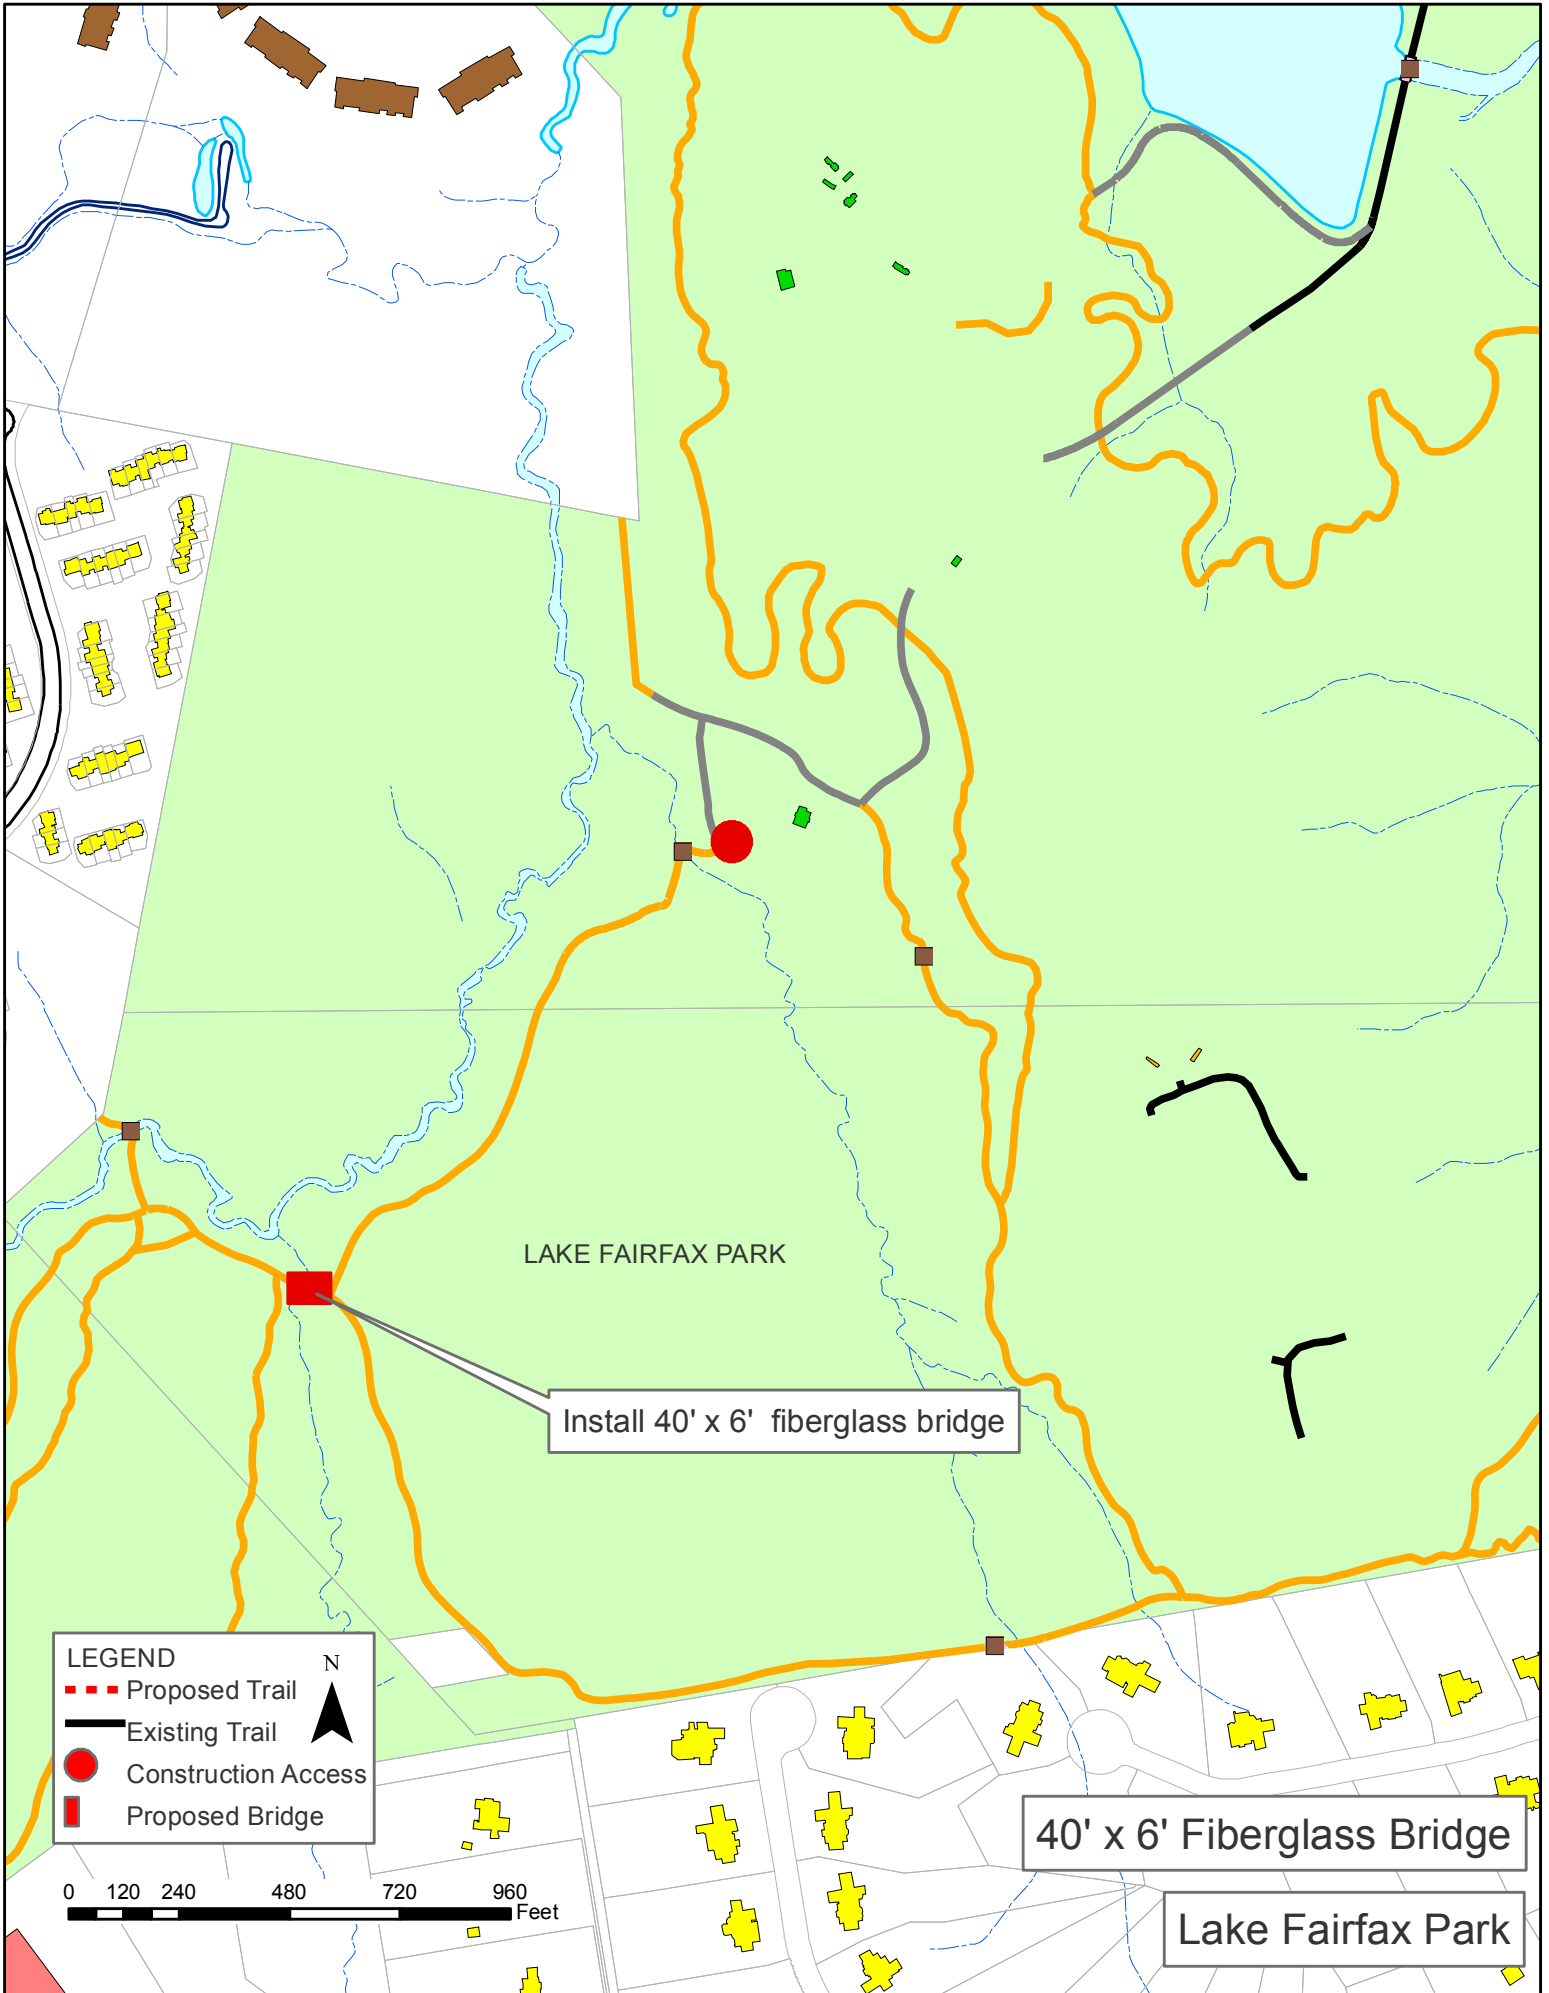 LAKE FAIRFAX PARK
Install 40' x 6' fiberglass bridge
LEGEND
N
Proposed Trail
Existing Trail
Construction Access
Proposed Bridge
0 120 240 480 720 960
Feet
40' x 6' Fiberglass Bridge
Lake Fairfax Park